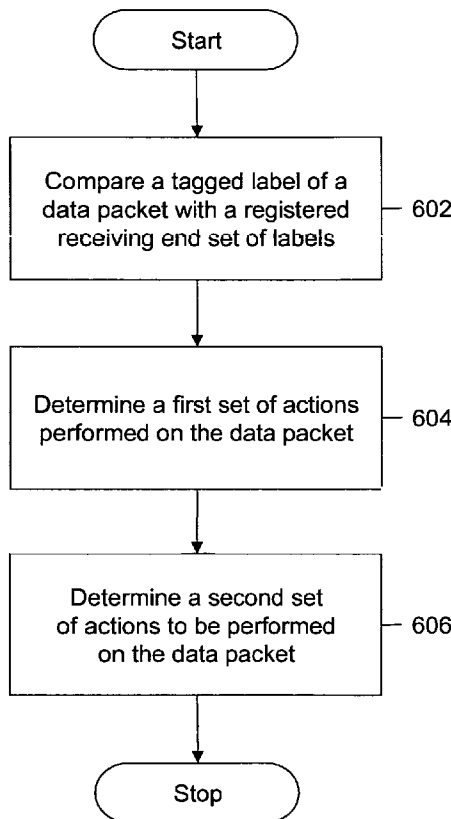 Start
Compare a tagged label of a
data packet with a registered
receiving end set of labels
602
Determine a first set of actions
performed on the data packet
604
Determine a second set
of actions to be performed
on the data packet
606
Stop